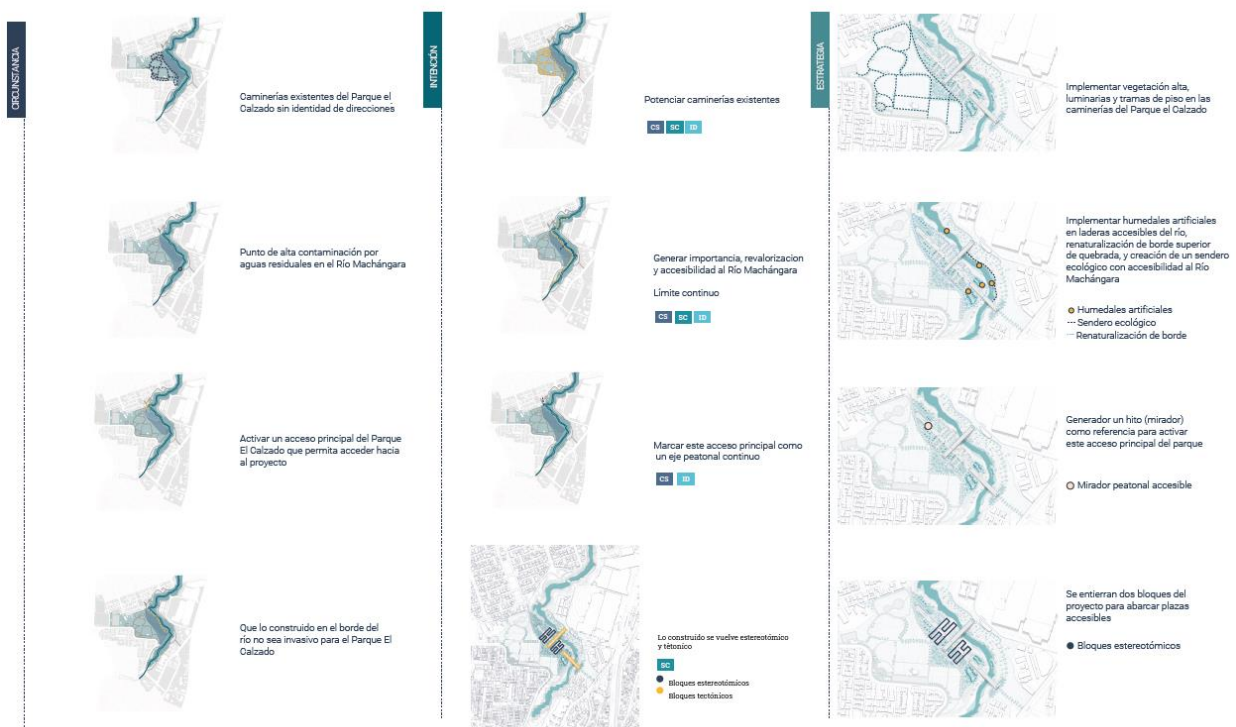 CIRCUNSTANCIA
Caminerías existentes del Parque el
Calzado sin identidad de direcciones
Punto de alta contaminación por
aguas residuales en el Río Machángara
Activar un acceso principal del Parque
El Calzado que permita acceder hacia
al proyecto
Que lo construido en el borde del
río no sea invasivo para el Parque El
Calzado
INTENCIÓN
Potenciar caminerías existentes
CS SC ID
Generar importancia, revalorizacion
y accesibilidad al Río Machángara
Límite continuo
CS SC ID
Marcar este acceso principal como
un eje peatonal continuo
CS ID
Lo construido se vuelve estereotómico
y tétonico
SC
Bloques estereotómicos
Bloques tectónicos
ESTRATEGIA
Implementar vegetación alta,
luminarias y tramas de piso en las
caminerías del Parque el Calzado
Implementar humedales artificiales
en laderas accesibles del río,
renaturalización de borde superior
de quebrada, y creación de un sendero
ecológico con accesibilidad al Río
Machángara
Humedales artificiales
Sendero ecológico
Renaturalización de borde
Generador un hito (mirador)
como referencia para activar
este acceso principal del parque
Mirador peatonal accesible
Se entierran dos bloques del
proyecto para abarcar plazas
accesibles
Bloques estereotómicos